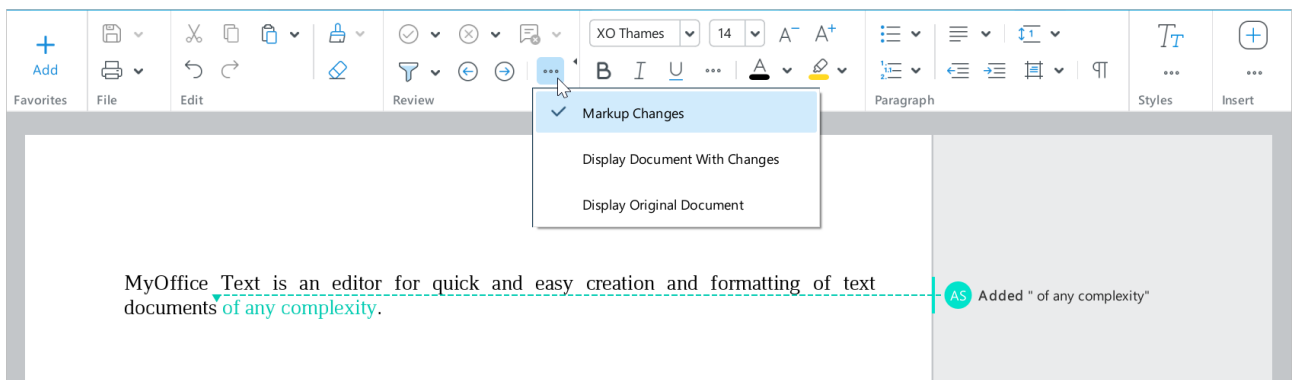 XO Thames 14 A- A+
Add B I U A
Favorites File Edit Review Paragraph Styles Insert
Markup Changes
Display Document With Changes
Display Original Document
MyOffice Text is an editor for quick and easy creation and formatting of text
documents of any complexity.
AS Added " of any complexity"